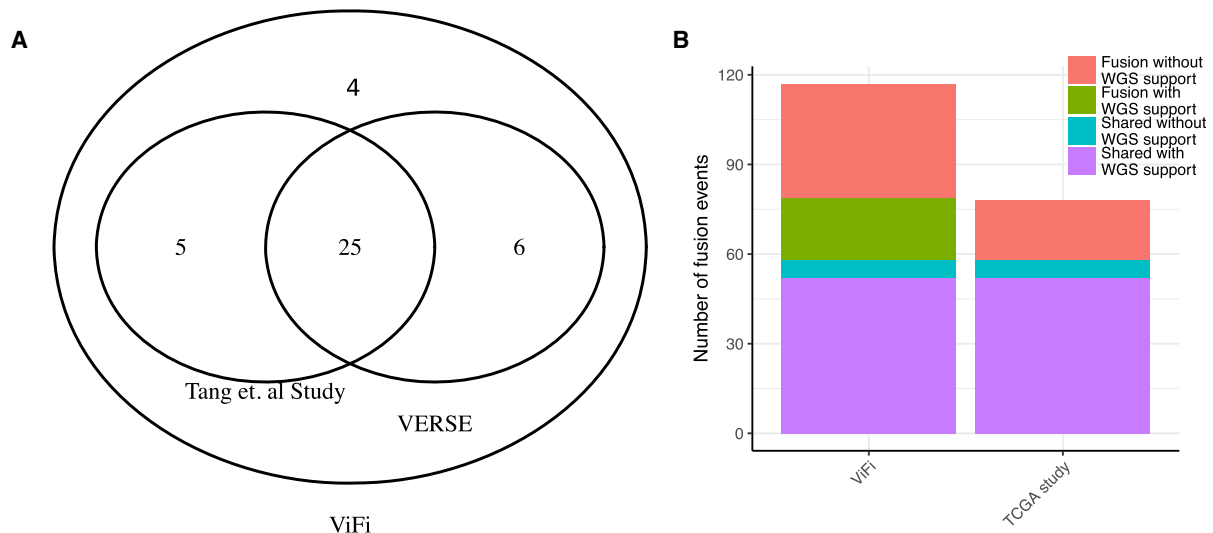 A
4
5
25
6
Tang et. al Study
VERSE
ViFi
B
Number of fusion events
120
90
60
30
0
ViFi
TCGA study
Fusion without
WGS support
Fusion with
WGS support
Shared without
WGS support
Shared with
WGS support